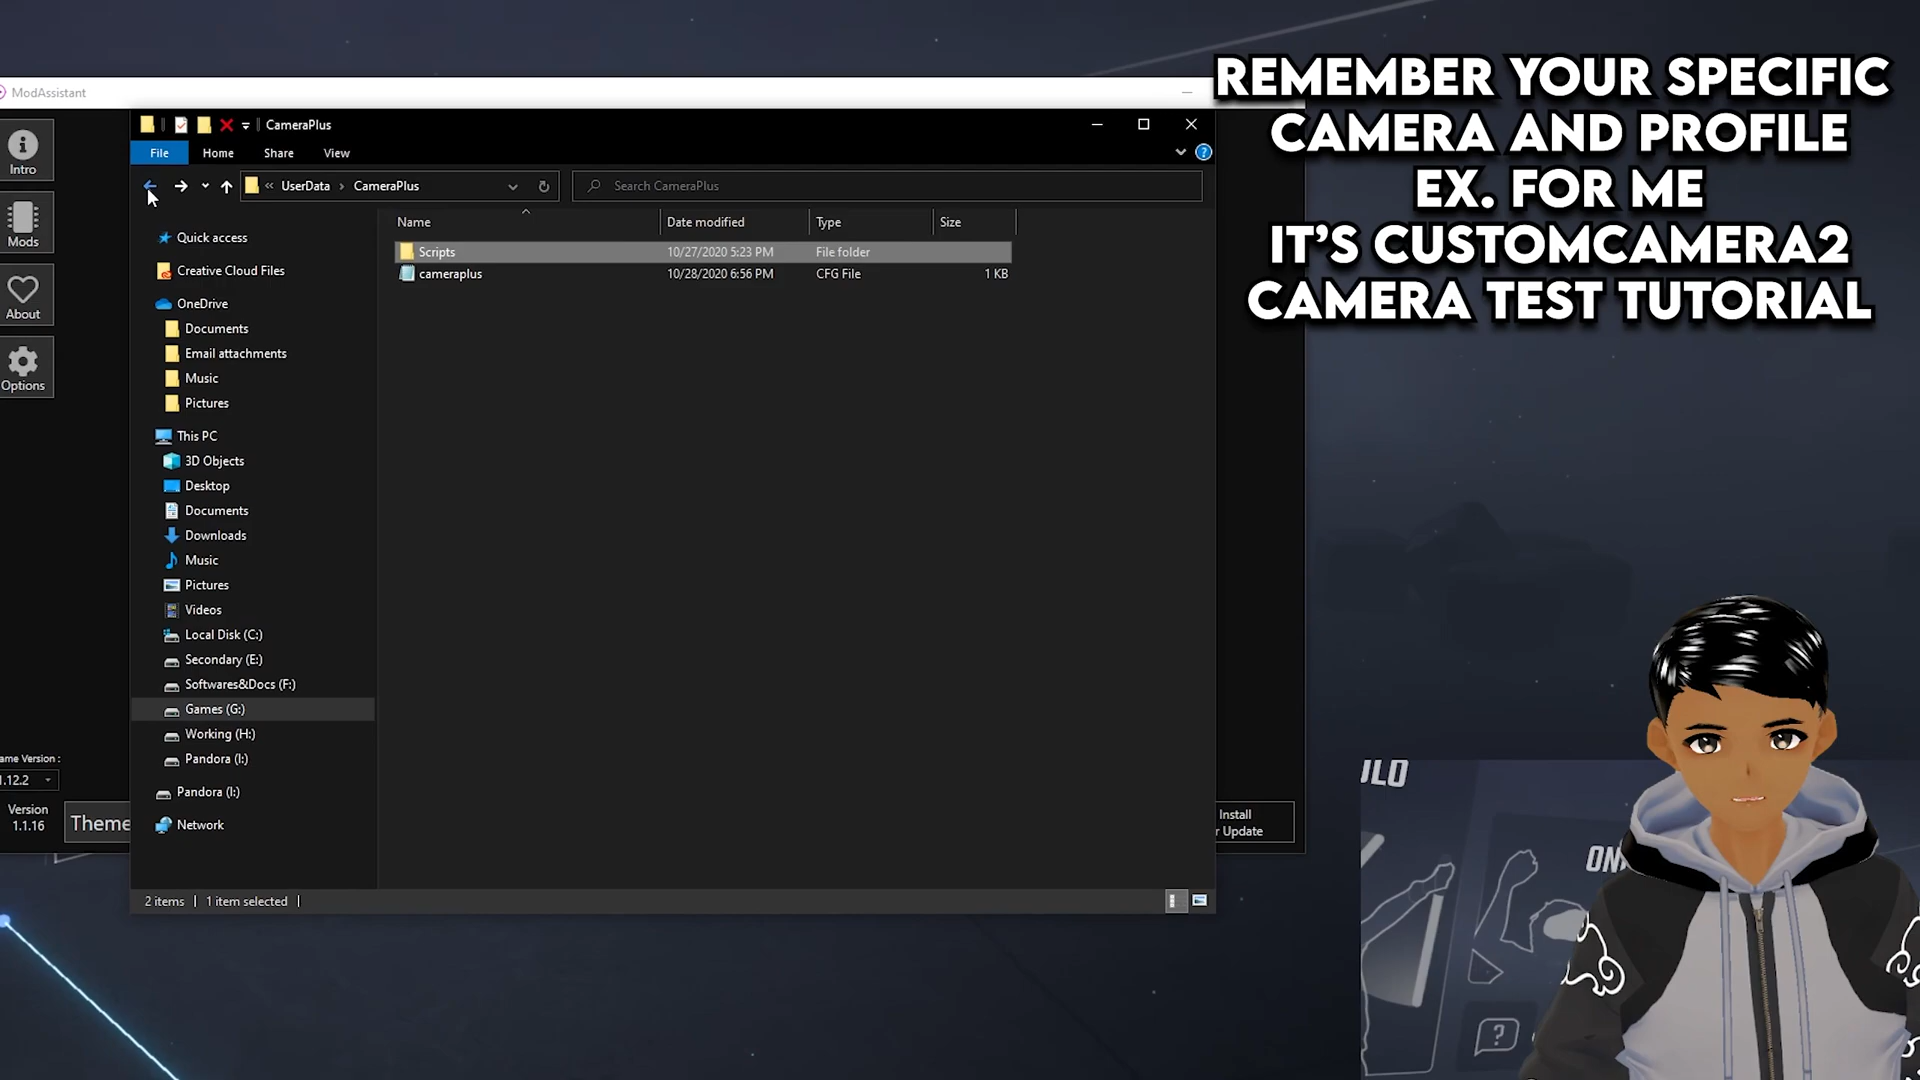 REMEMBER YOUR SPECIFIC
CAMERA AND PROFILE
EX. FOR ME
IT'S CUSTOMCAMERA2
CAMERA TEST TUTORIAL
ModAssistant
Intro
Mods
About
Options
ame Version :
1.12.2
Version
1.1.16
Theme
CameraPlus
File Home Share View
« UserData › CameraPlus
Search CameraPlus
Name Date modified Type Size
Scripts 10/27/2020 5:23 PM File folder
cameraplus 10/28/2020 6:56 PM CFG File 1 KB
Quick access
Creative Cloud Files
OneDrive
Documents
Email attachments
Music
Pictures
This PC
3D Objects
Desktop
Documents
Downloads
Music
Pictures
Videos
Local Disk (C:)
Secondary (E:)
Softwares&Docs (F:)
Games (G:)
Working (H:)
Pandora (I:)
Pandora (I:)
Network
2 items 1 item selected
Install
r Update